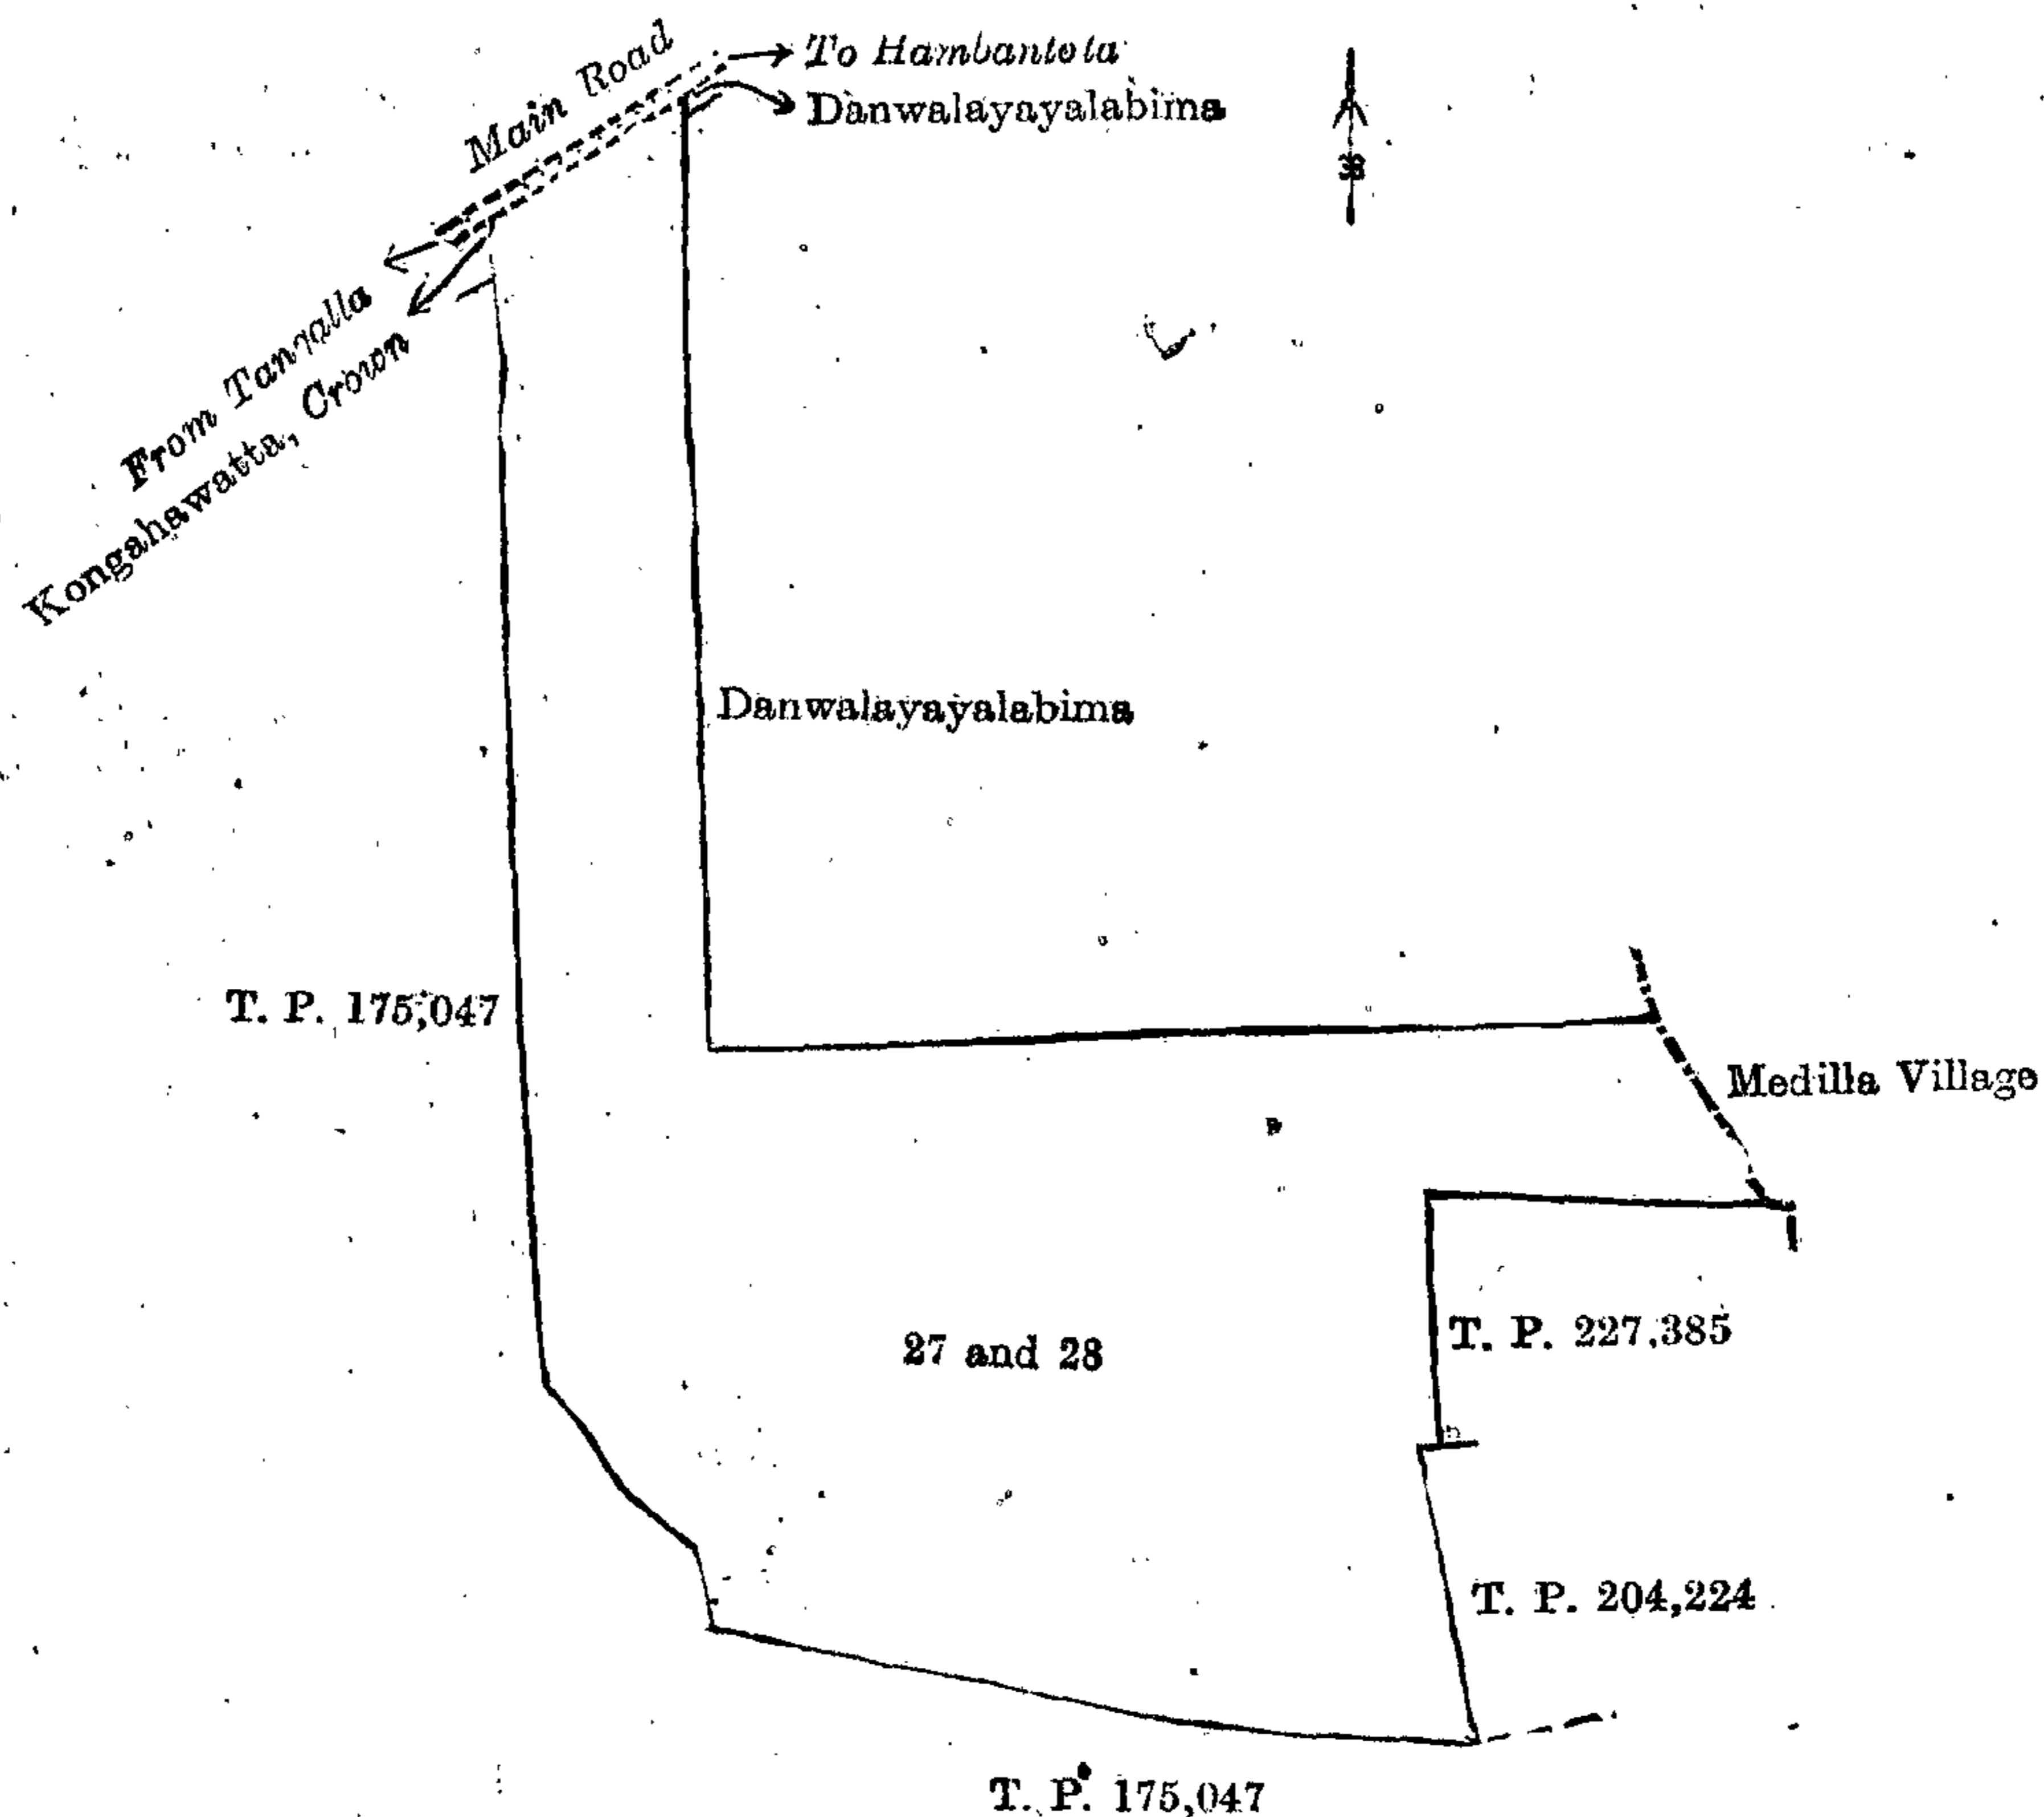 Main Road
To Hambantota
Danwalayayalabima
From Tangalla
Kongahawatta, Crown
Danwalayayalabima
T. P. 175,047
Medilla Village
27 and 28
T. P. 227.385
T. P. 204,224
T. P. 175,047